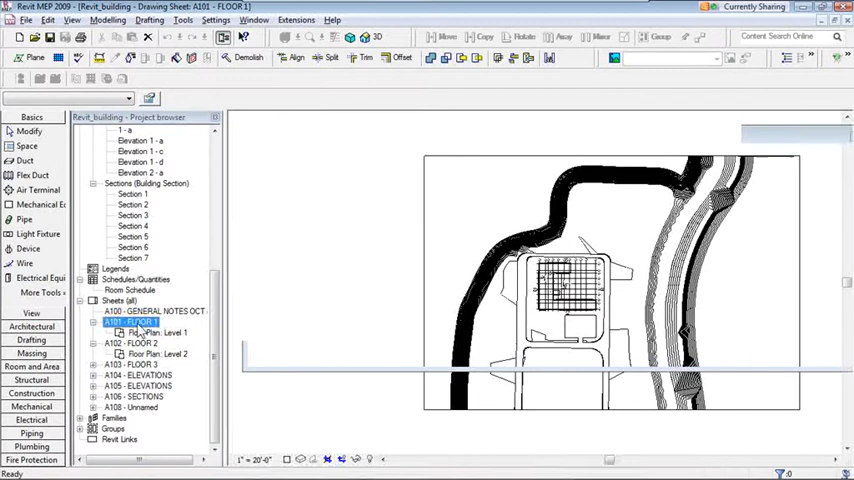 Revit MEP 2009 - [Revit_building - Drawing Sheet: A101 - FLOOR 1]
Currently Sharing
File Edit View Modelling Drafting Site Tools Settings Window Extensions Help
3D Move Copy Rotate Array Group Content Search Online
Plane Demolish Align Split Trim Offset
Basics
Modify
Space
Duct
Flex Duct
Air Terminal
Mechanical E
Light Fixture
Pipe
Device
Wire
Electrical Equi
More Tools
View
Architectural
Drafting
Massing
Room and Area
Structural
Construction
Mechanical
Electrical
Piping
Plumbing
Fire Protection
Revit_building - Project browser
1 - a
Elevation 1 - a
Elevation 1 - c
Elevation 1 - d
Elevation 2 - a
Sections (Building Section)
Section 1
Section 2
Section 3
Section 4
Section 5
Section 6
Section 7
Legends
Schedules/Quantities
Room Schedule
Sheets (all)
A100 - GENERAL NOTES OCT
A101 - FLOOR 1
Floor Plan: Level 1
A102 - FLOOR 2
Floor Plan: Level 2
A103 - FLOOR 3
A104 - ELEVATIONS
A105 - ELEVATIONS
A106 - SECTIONS
A108 - Unnamed
Families
Groups
Revit Links
1" = 20'-0"
Ready
:0